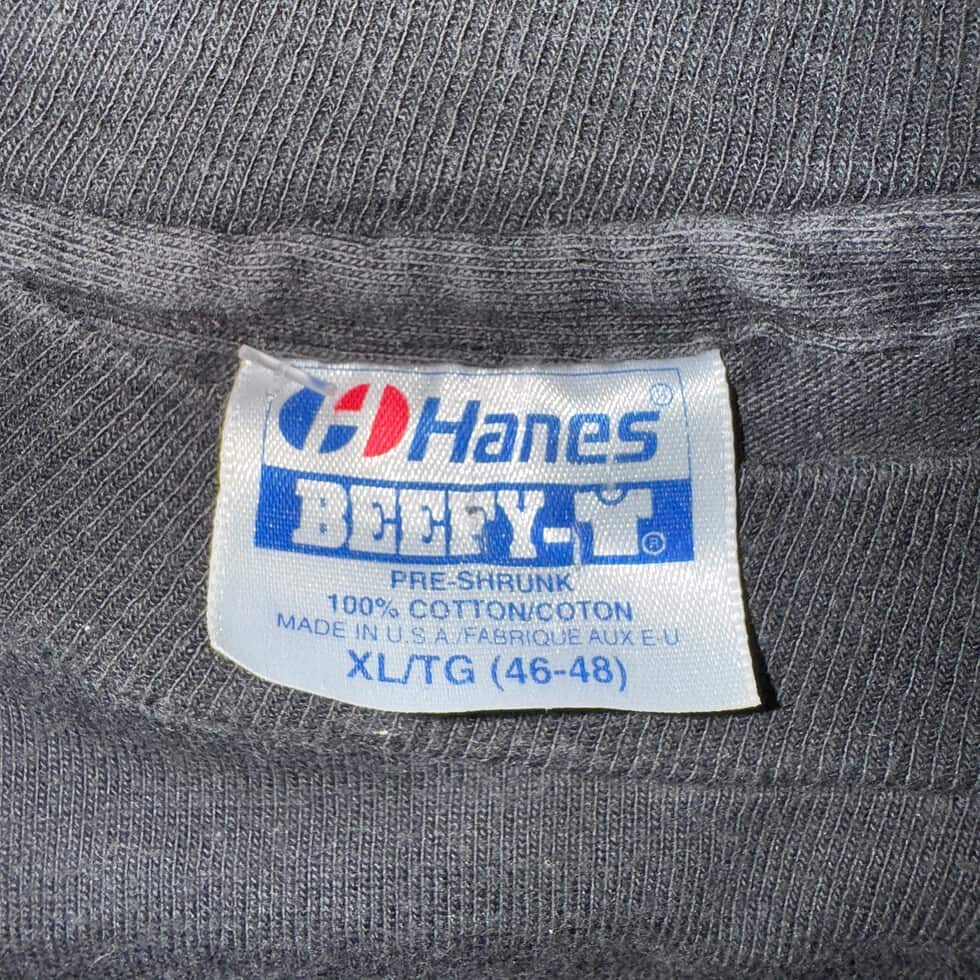 Hanes®
BEEFY-T®
PRE-SHRUNK
100% COTTON/COTON
MADE IN U.S.A./FABRIQUE AUX E-U
XL/TG (46-48)